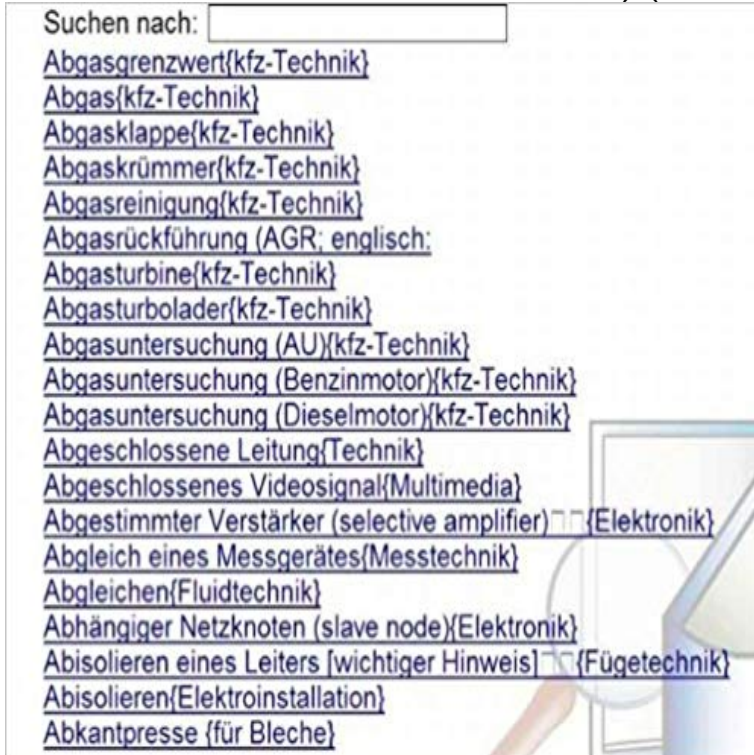 Suchen nach:
Abgasgrenzwert{kfz-Technik}
Abgas{kfz-Technik}
Abgasklappe{kfz-Technik}
Abgaskrümmer{kfz-Technik}
Abgasreinigung{kfz-Technik}
Abgasrückführung (AGR; englisch:
Abgasturbine{kfz-Technik}
Abgasturbolader{kfz-Technik}
Abgasuntersuchung (AU){kfz-Technik}
Abgasuntersuchung (Benzinmotor){kfz-Technik}
Abgasuntersuchung (Dieselmotor){kfz-Technik}
Abgeschlossene Leitung{Technik}
Abgeschlossenes Videosignal{Multimedia}
Abgestimmter Verstärker (selective amplifier)□□{Elektronik}
Abgleich eines Messgerätes{Messtechnik}
Abgleichen{Fluidtechnik}
Abhängiger Netzknoten (slave node){Elektronik}
Abisolieren eines Leiters [wichtiger Hinweis]□□{Fügetechnik}
Abisolieren{Elektroinstallation}
Abkantpresse {für Bleche}